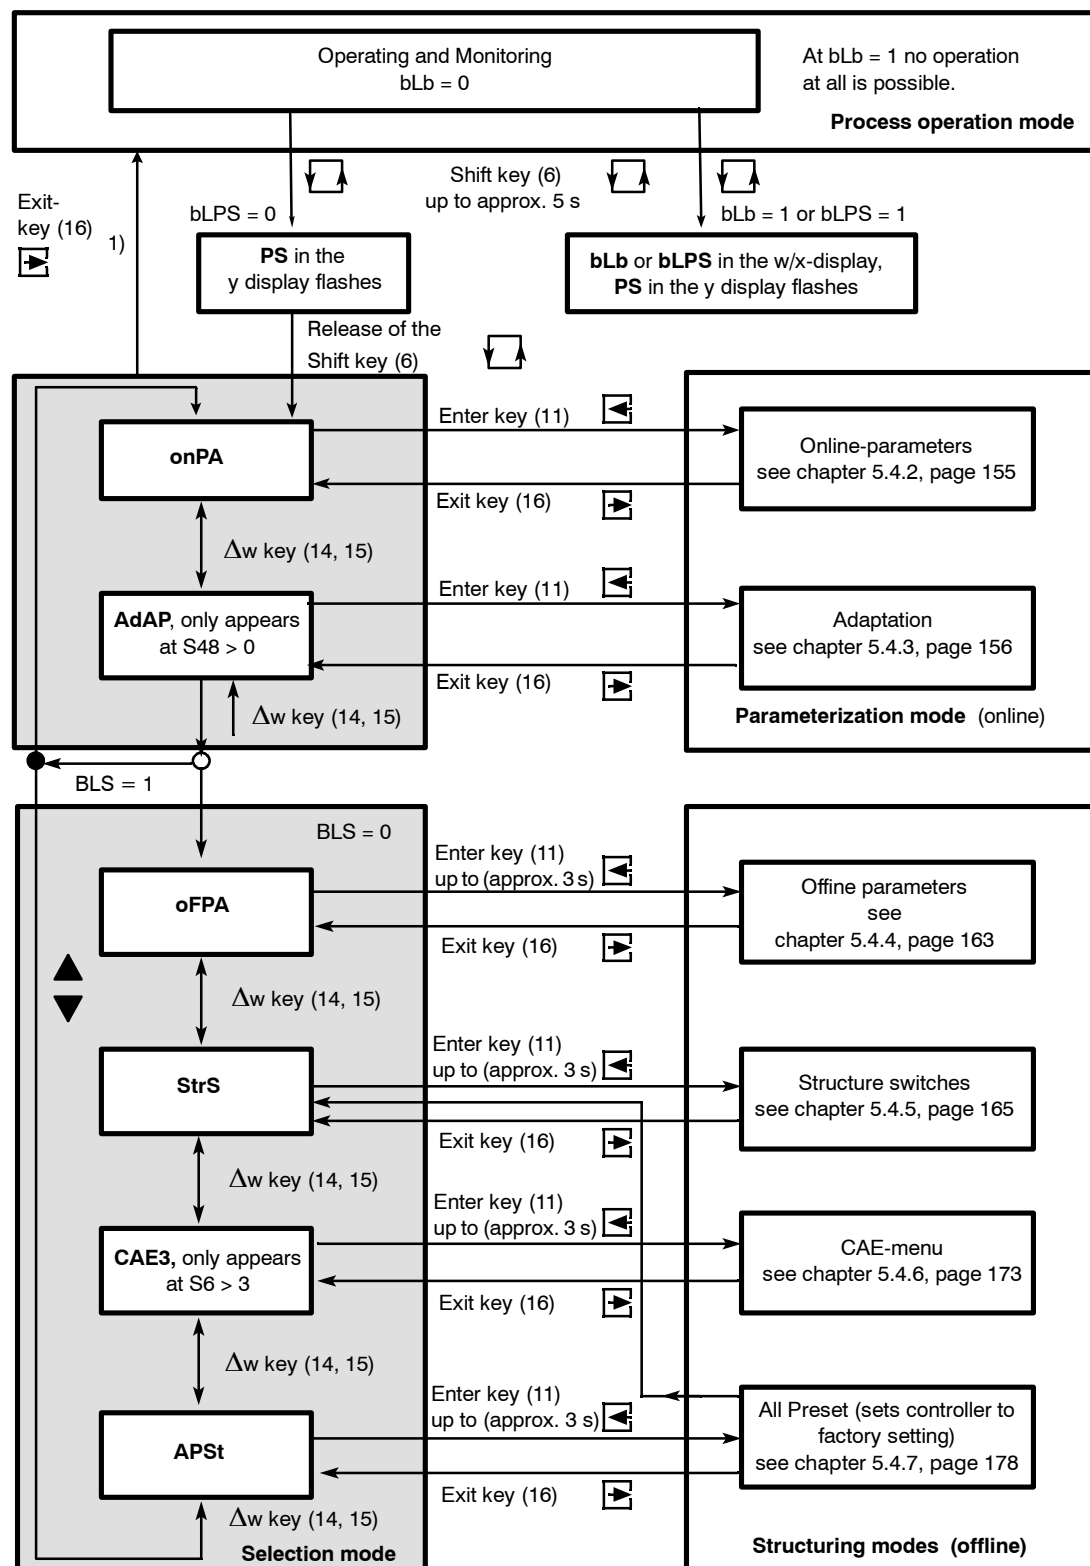 Operating and Monitoring
bLb = 0
At bLb = 1 no operation
at all is possible.
Process operation mode
Exit-
key (16)
1)
Shift key (6)
up to approx. 5 s
bLPS = 0
bLb = 1 or bLPS = 1
PS in the
y display flashes
bLb or bLPS in the w/x-display,
PS in the y display flashes
Release of the
Shift key (6)
onPA
Enter key (11)
Exit key (16)
Online-parameters
see chapter 5.4.2, page 155
Δw key (14, 15)
AdAP, only appears
at S48 > 0
Enter key (11)
Exit key (16)
Adaptation
see chapter 5.4.3, page 156
Δw key (14, 15)
Parameterization mode (online)
BLS = 1
BLS = 0
oFPA
Enter key (11)
up to (approx. 3 s)
Exit key (16)
Offine parameters
see
chapter 5.4.4, page 163
Δw key (14, 15)
StrS
Enter key (11)
up to (approx. 3 s)
Exit key (16)
Structure switches
see chapter 5.4.5, page 165
Δw key (14, 15)
CAE3, only appears
at S6 > 3
Enter key (11)
up to (approx. 3 s)
Exit key (16)
CAE-menu
see chapter 5.4.6, page 173
Δw key (14, 15)
APSt
Enter key (11)
up to (approx. 3 s)
Exit key (16)
All Preset (sets controller to
factory setting)
see chapter 5.4.7, page 178
Δw key (14, 15)
Selection mode
Structuring modes (offline)